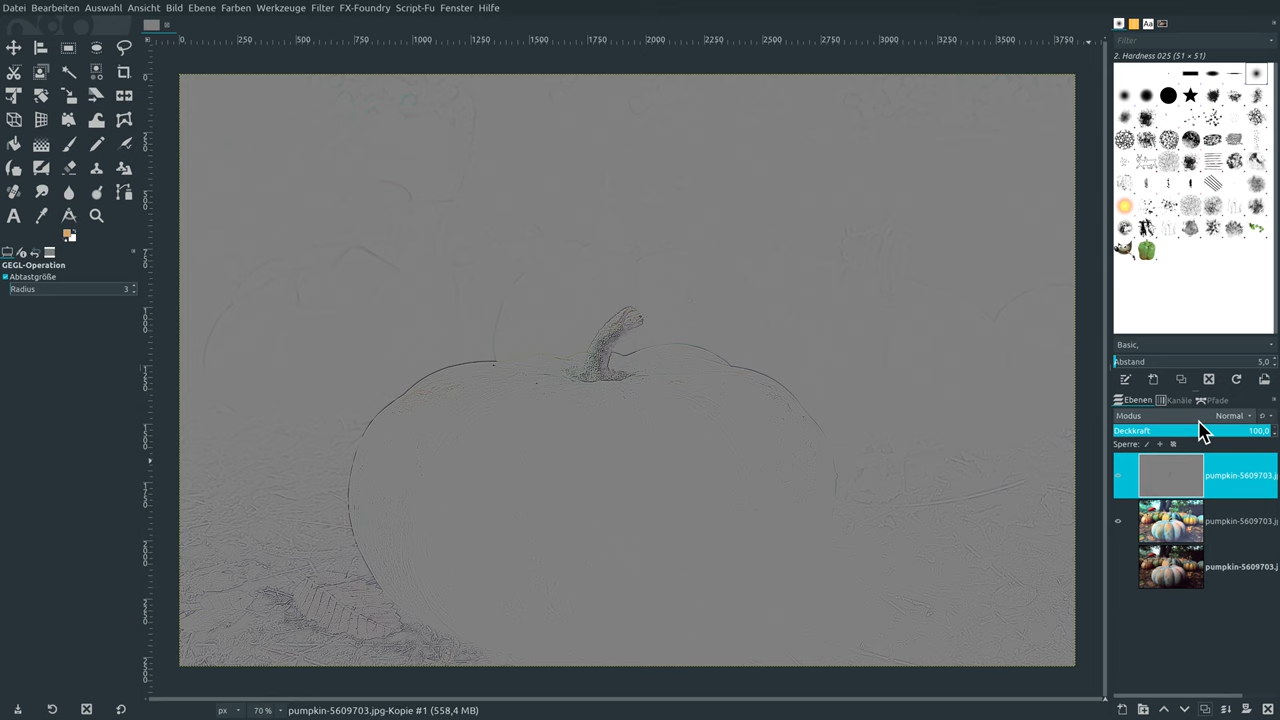 Datei Bearbeiten Auswahl Ansicht Bild Ebene Farben Werkzeuge Filter FX-Foundry Script-Fu Fenster Hilfe
0 250 500 750 1000 1250 1500 1750 2000 2250 2500 2750 3000 3250 3500 3750
Filter
2. Hardness 025 (51 × 51)
GEGL-Operation
Abtastgröße
Radius 3
Basic,
Abstand 5,0
Ebenen Kanäle Pfade
Modus Normal
Deckkraft 100,0
Sperre:
pumpkin-5609703.j
pumpkin-5609703.j
pumpkin-5609703.j
px 70 % pumpkin-5609703.jpg-Kopie #1 (558,4 MB)